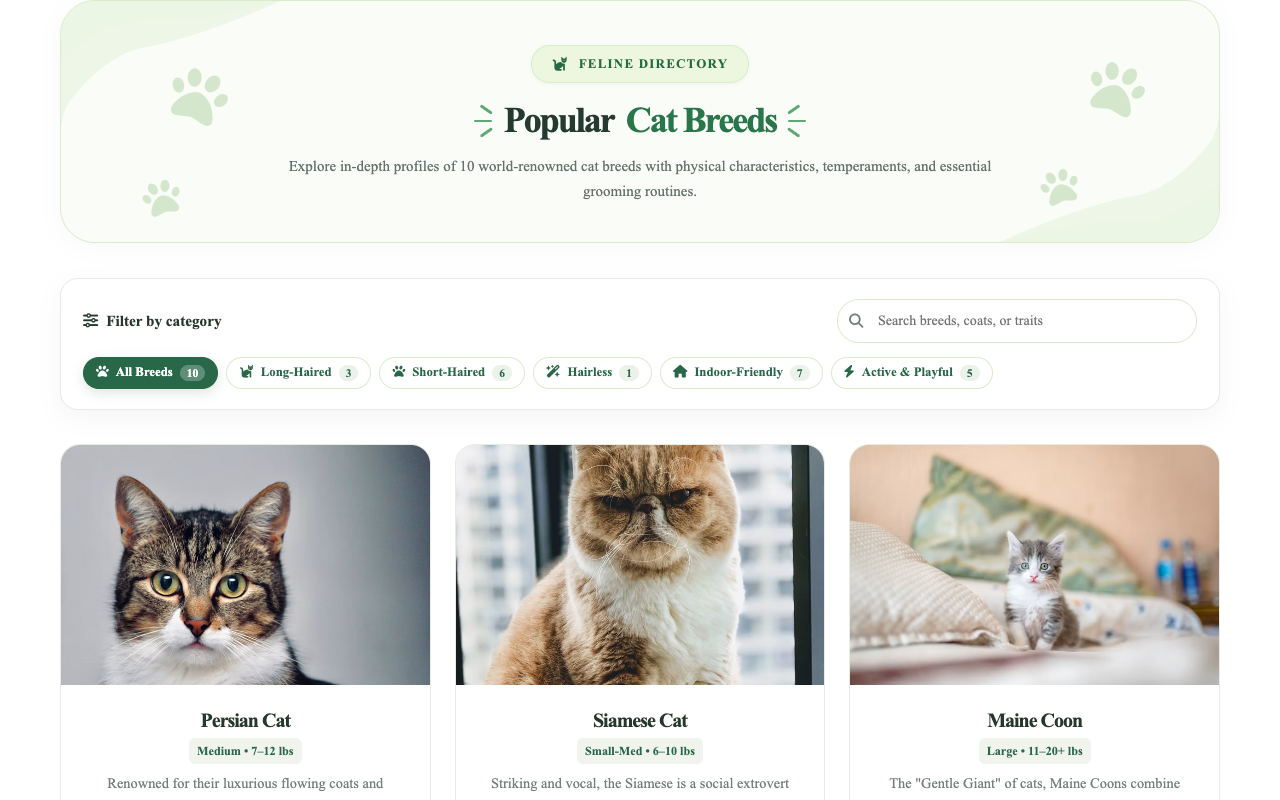 FELINE DIRECTORY
Popular Cat Breeds
Explore in-depth profiles of 10 world-renowned cat breeds with physical characteristics, temperaments, and essential
grooming routines.
Filter by category
Search breeds, coats, or traits
All Breeds 10
Long-Haired 3
Short-Haired 6
Hairless 1
Indoor-Friendly 7
Active & Playful 5
Persian Cat
Medium • 7–12 lbs
Renowned for their luxurious flowing coats and
Siamese Cat
Small-Med • 6–10 lbs
Striking and vocal, the Siamese is a social extrovert
Maine Coon
Large • 11–20+ lbs
The "Gentle Giant" of cats, Maine Coons combine